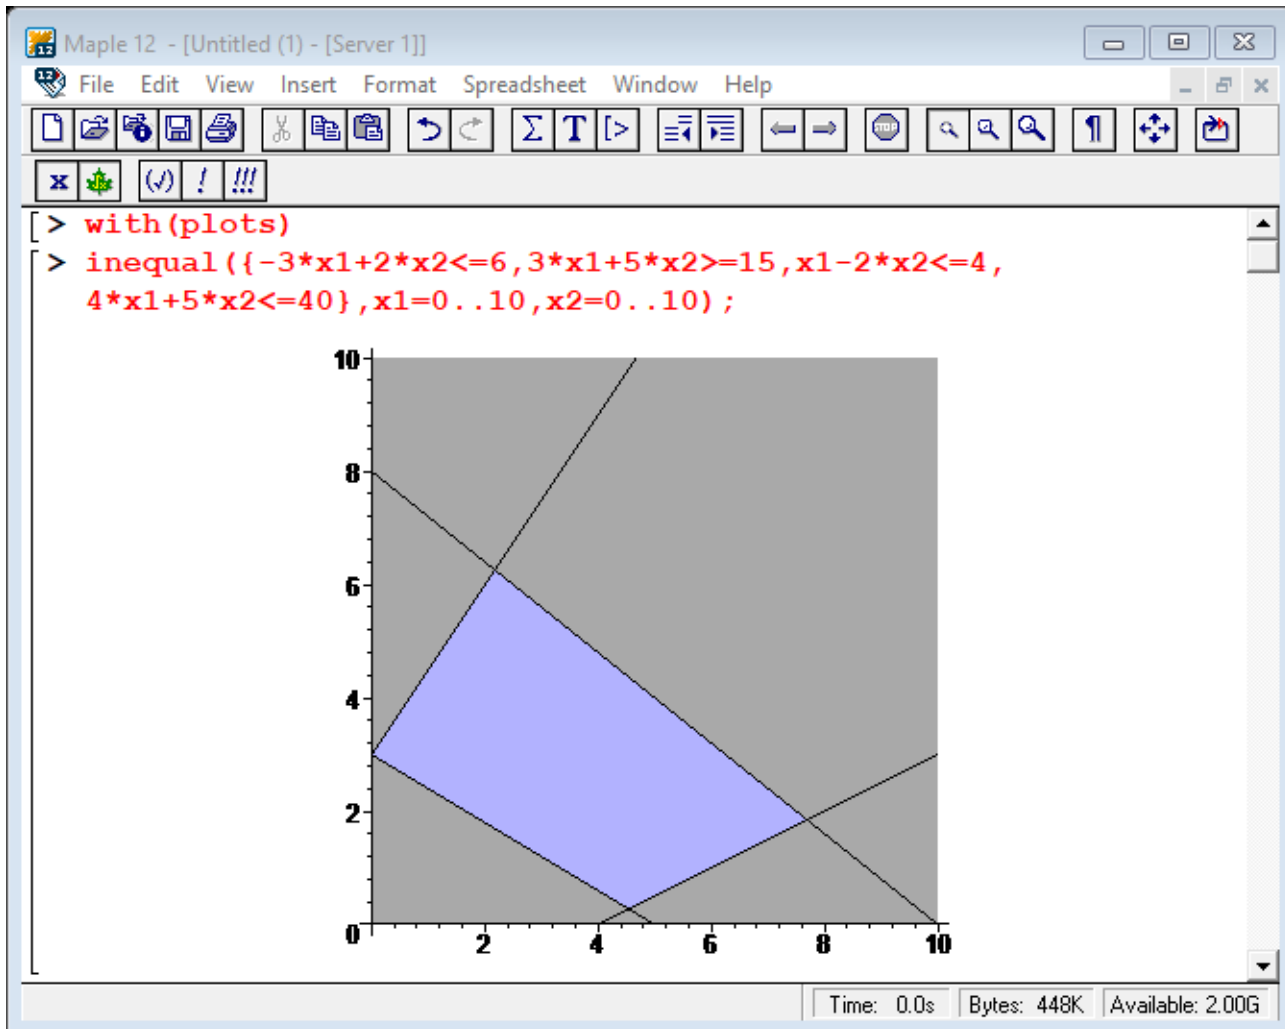 Maple 12 - [Untitled (1) - [Server 1]]
File Edit View Insert Format Spreadsheet Window Help
Σ T [> STOP ¶
x (√) ! !!!
[ > with(plots)
[ > inequal({-3*x1+2*x2<=6,3*x1+5*x2>=15,x1-2*x2<=4,
4*x1+5*x2<=40},x1=0..10,x2=0..10);
10
8
6
4
2
0 2 4 6 8 10
Time: 0.0s Bytes: 448K Available: 2.00G